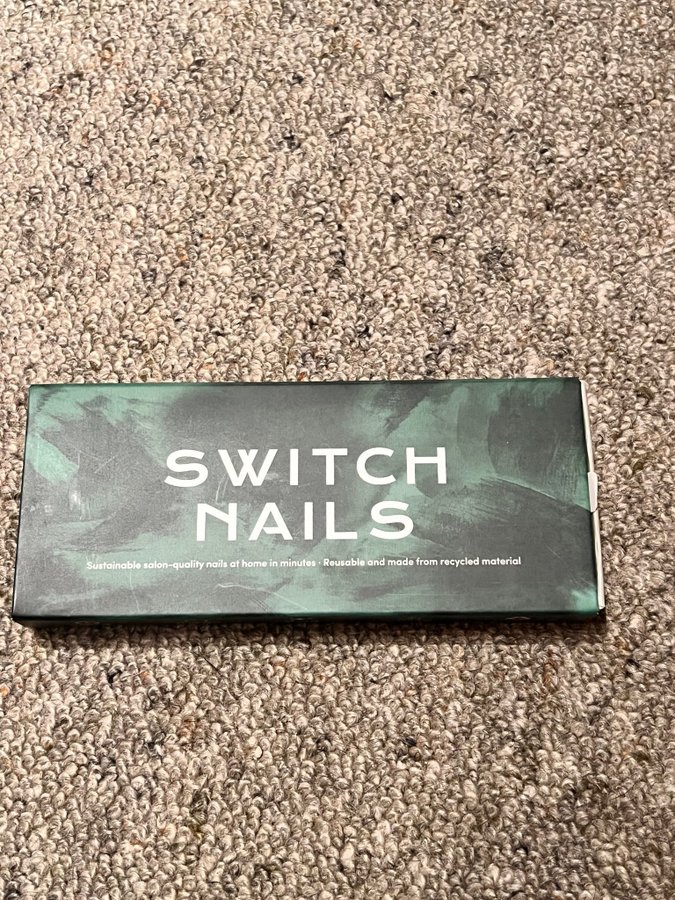 SWITCH
NAILS
Sustainable salon-quality nails at home in minutes · Reusable and made from recycled material